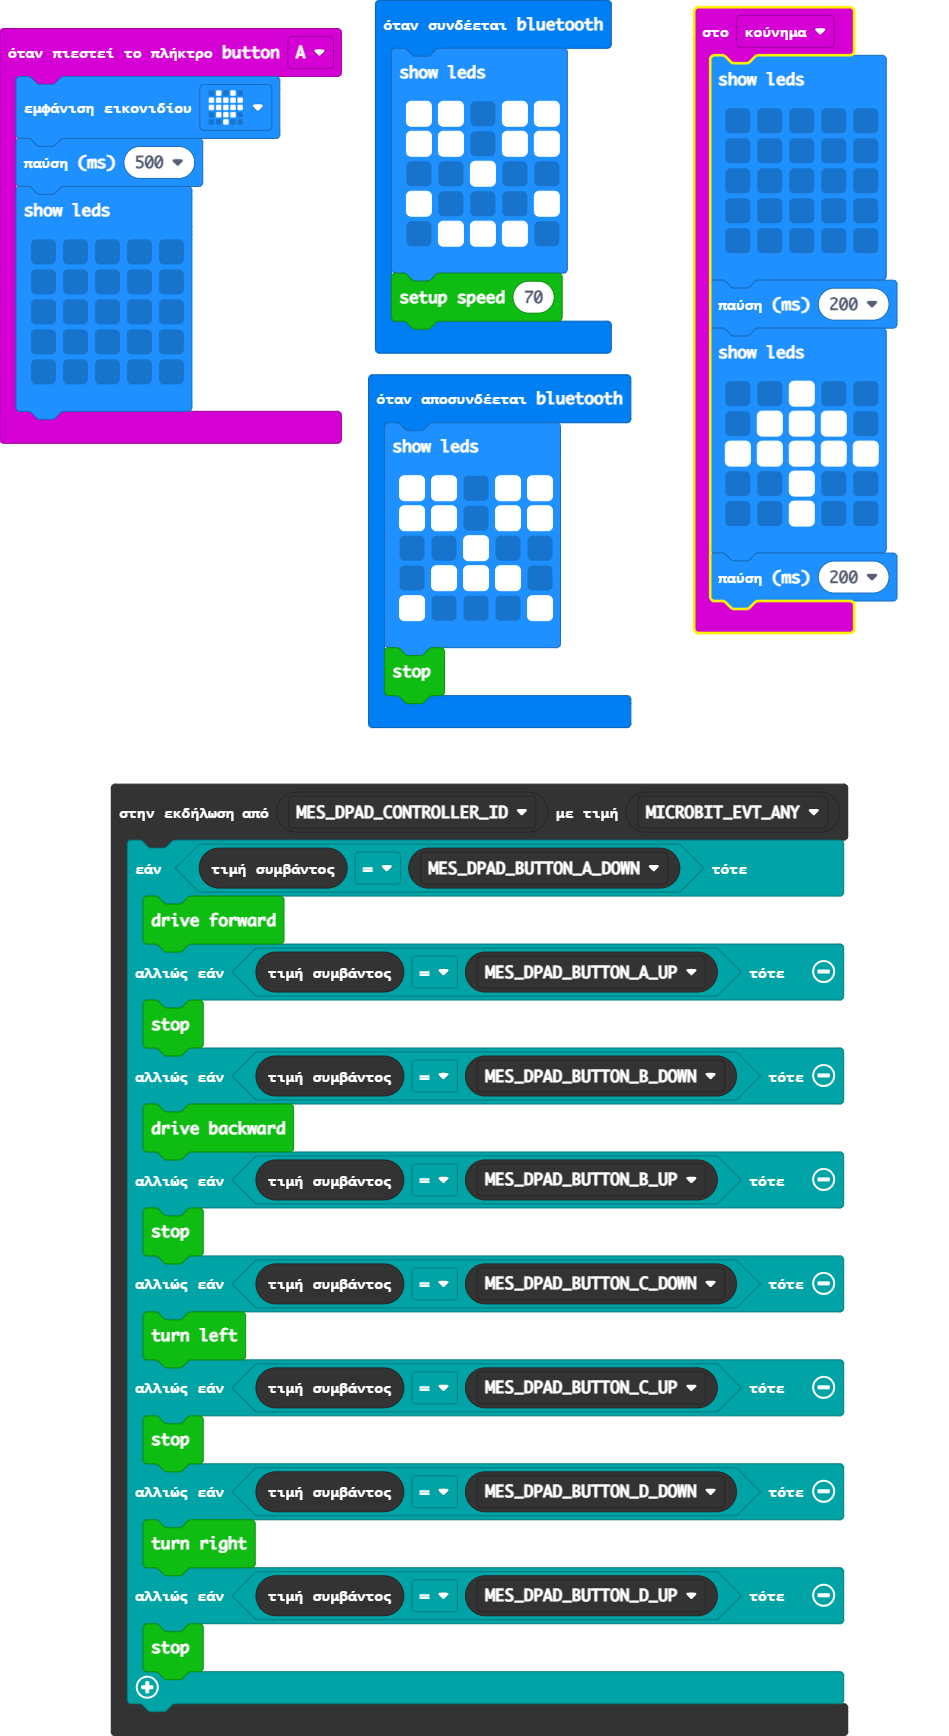 όταν πιεστεί το πλήκτρο button A
εμφάνιση εικονιδίου
παύση (ms) 500
show leds
όταν συνδέεται bluetooth
show leds
setup speed 70
όταν αποσυνδέεται bluetooth
show leds
stop
στο κούνημα
show leds
παύση (ms) 200
show leds
παύση (ms) 200
στην εκδήλωση από MES_DPAD_CONTROLLER_ID με τιμή MICROBIT_EVT_ANY
εάν τιμή συμβάντος = MES_DPAD_BUTTON_A_DOWN τότε
drive forward
αλλιώς εάν τιμή συμβάντος = MES_DPAD_BUTTON_A_UP τότε
stop
αλλιώς εάν τιμή συμβάντος = MES_DPAD_BUTTON_B_DOWN τότε
drive backward
αλλιώς εάν τιμή συμβάντος = MES_DPAD_BUTTON_B_UP τότε
stop
αλλιώς εάν τιμή συμβάντος = MES_DPAD_BUTTON_C_DOWN τότε
turn left
αλλιώς εάν τιμή συμβάντος = MES_DPAD_BUTTON_C_UP τότε
stop
αλλιώς εάν τιμή συμβάντος = MES_DPAD_BUTTON_D_DOWN τότε
turn right
αλλιώς εάν τιμή συμβάντος = MES_DPAD_BUTTON_D_UP τότε
stop